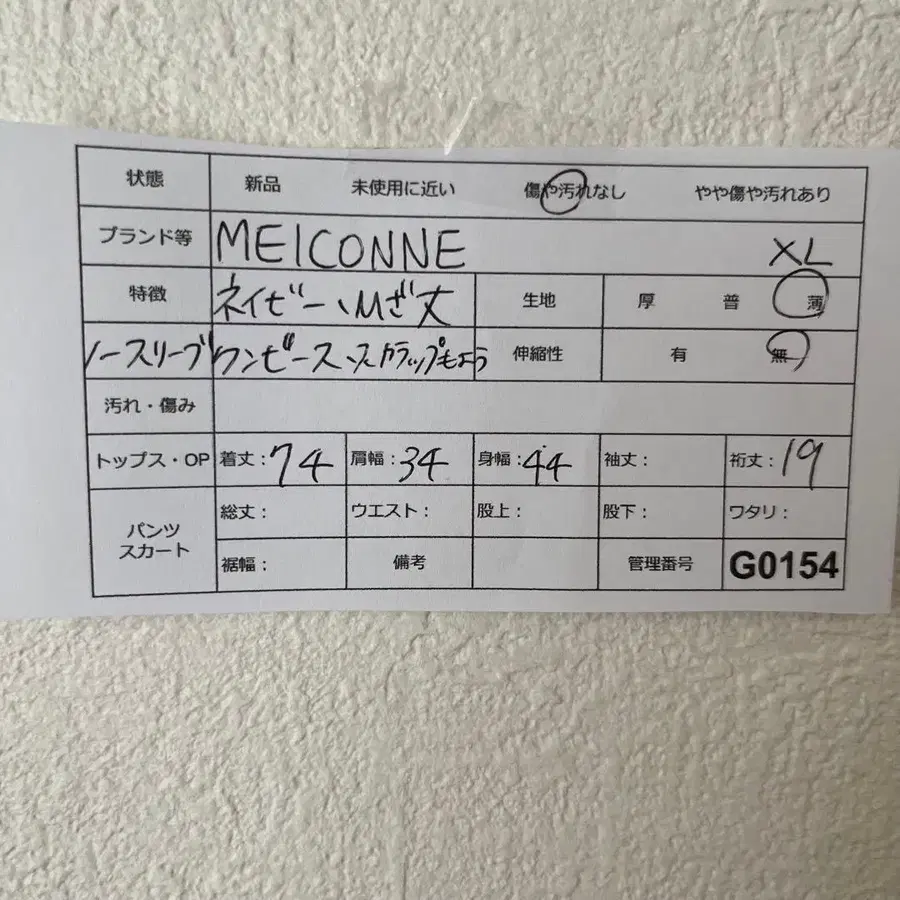 状態 新品 未使用に近い 傷や汚れなし やや傷や汚れあり
ブランド等 MEICONNE XL
特徴 ネイビー、ひざ丈 生地 厚 普 薄
ノースリーブ ワンピース、スカラップもよう 伸縮性 有 無
汚れ・傷み
トップス・OP 着丈:74 肩幅:34 身幅:44 袖丈: 裄丈:19
パンツ スカート 総丈: ウエスト: 股上: 股下: ワタリ:
裾幅: 備考 管理番号 G0154